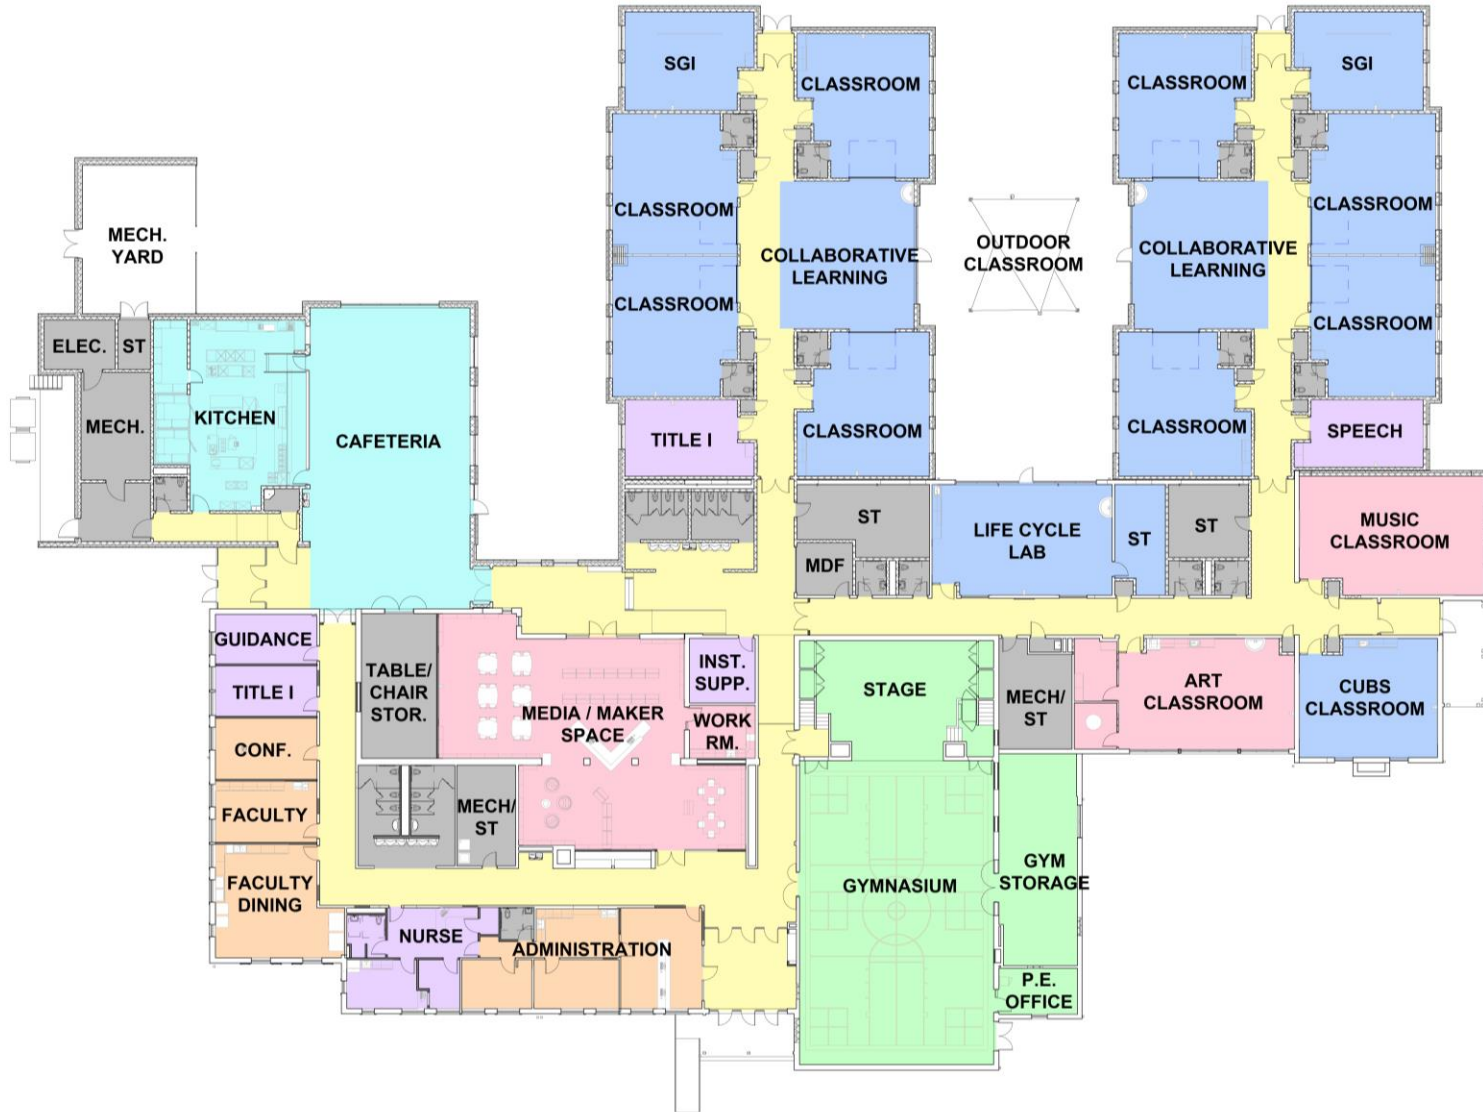 SGI
CLASSROOM
CLASSROOM
SGI
CLASSROOM
CLASSROOM
MECH.
YARD
OUTDOOR
CLASSROOM
COLLABORATIVE
LEARNING
COLLABORATIVE
LEARNING
CLASSROOM
CLASSROOM
ELEC.
ST
KITCHEN
MECH.
CAFETERIA
TITLE I
CLASSROOM
CLASSROOM
SPEECH
ST
MDF
LIFE CYCLE
LAB
ST
ST
MUSIC
CLASSROOM
GUIDANCE
TITLE I
CONF.
FACULTY
FACULTY
DINING
TABLE/
CHAIR
STOR.
MEDIA / MAKER
SPACE
INST.
SUPP.
WORK
RM.
STAGE
MECH/
ST
ART
CLASSROOM
CUBS
CLASSROOM
MECH/
ST
GYMNASIUM
GYM
STORAGE
NURSE
ADMINISTRATION
P.E.
OFFICE